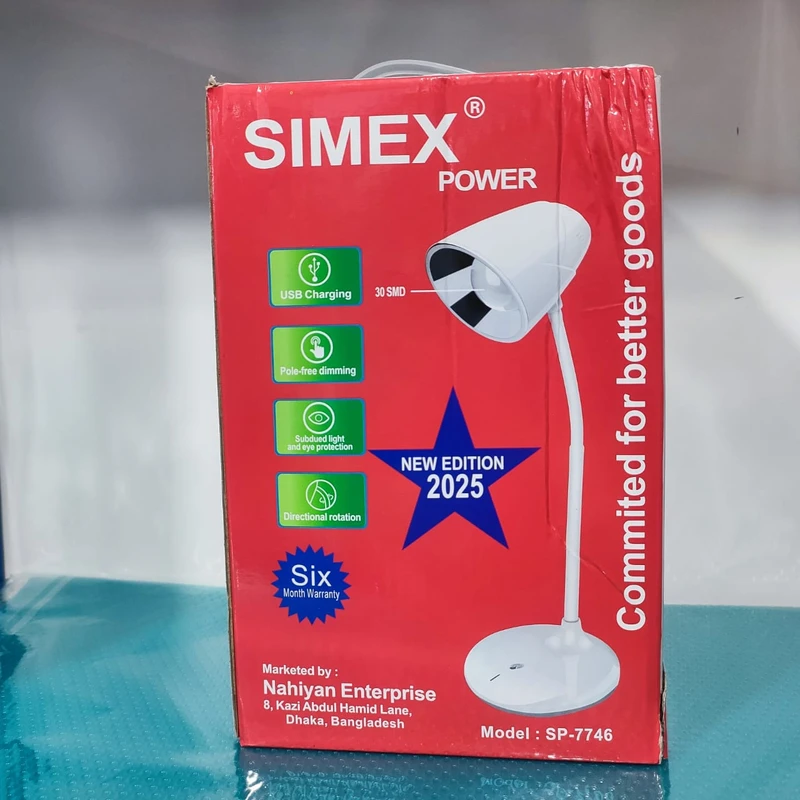 SIMEX®
POWER
USB Charging
30 SMD
Pole-free dimming
Subdued light
and eye protection
Directional rotation
NEW EDITION
2025
Six
Month Warranty
Commited for better goods
Marketed by :
Nahiyan Enterprise
8, Kazi Abdul Hamid Lane,
Dhaka, Bangladesh
Model : SP-7746